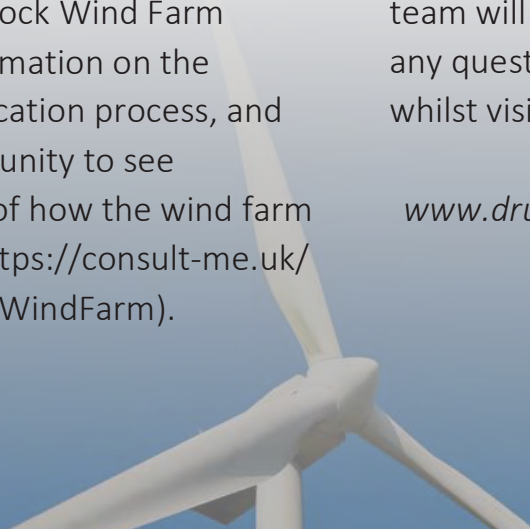 ock Wind Farm
mation on the
cation process, and
unity to see
of how the wind farm
tps://consult-me.uk/
WindFarm).
team will
any quest
whilst visi
www.dru